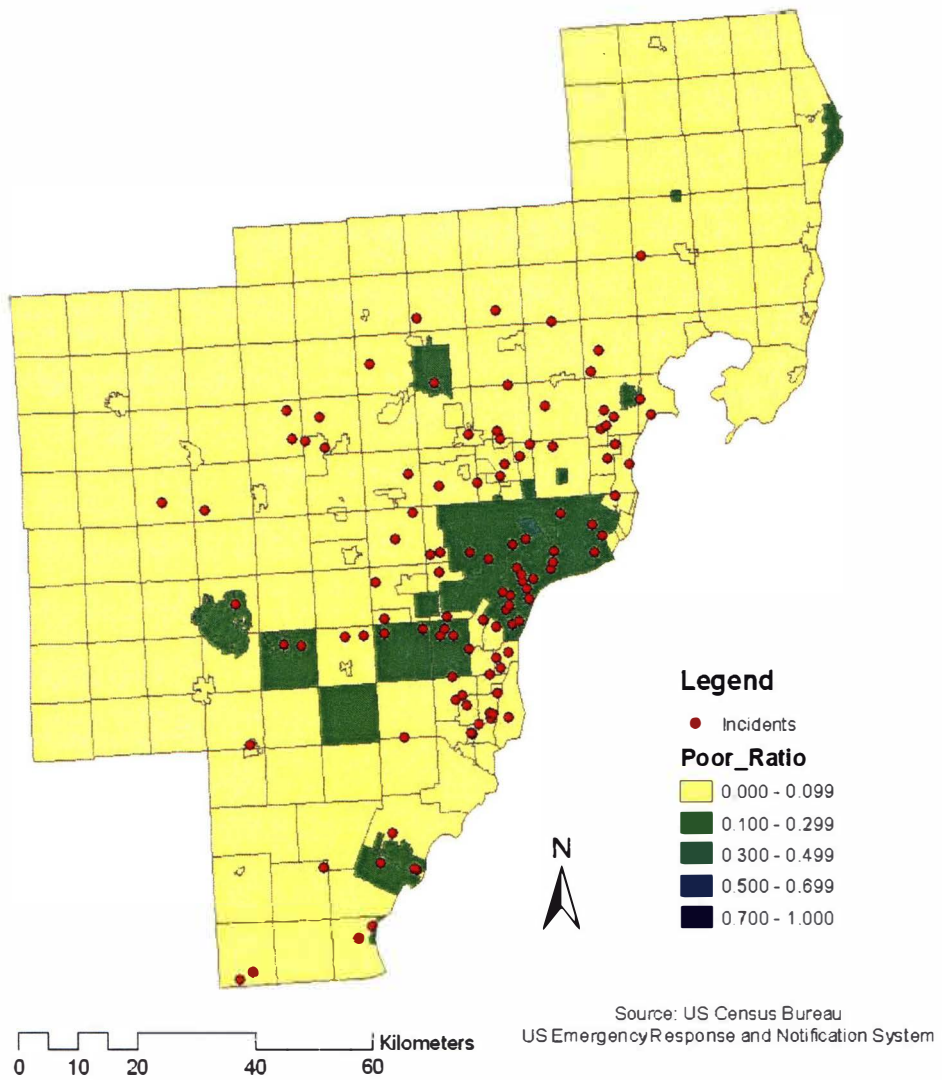 Legend
Incidents
Poor_Ratio
0.000 - 0.099
0.100 - 0.299
0.300 - 0.499
0.500 - 0.699
0.700 - 1.000
N
Kilometers
0 10 20 40 60
Source: US Census Bureau
US Emergency Response and Notification System